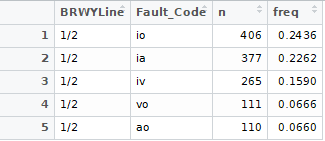 BRWYLine Fault_Code n freq
1 1/2 io 406 0.2436
2 1/2 ia 377 0.2262
3 1/2 iv 265 0.1590
4 1/2 vo 111 0.0666
5 1/2 ao 110 0.0660